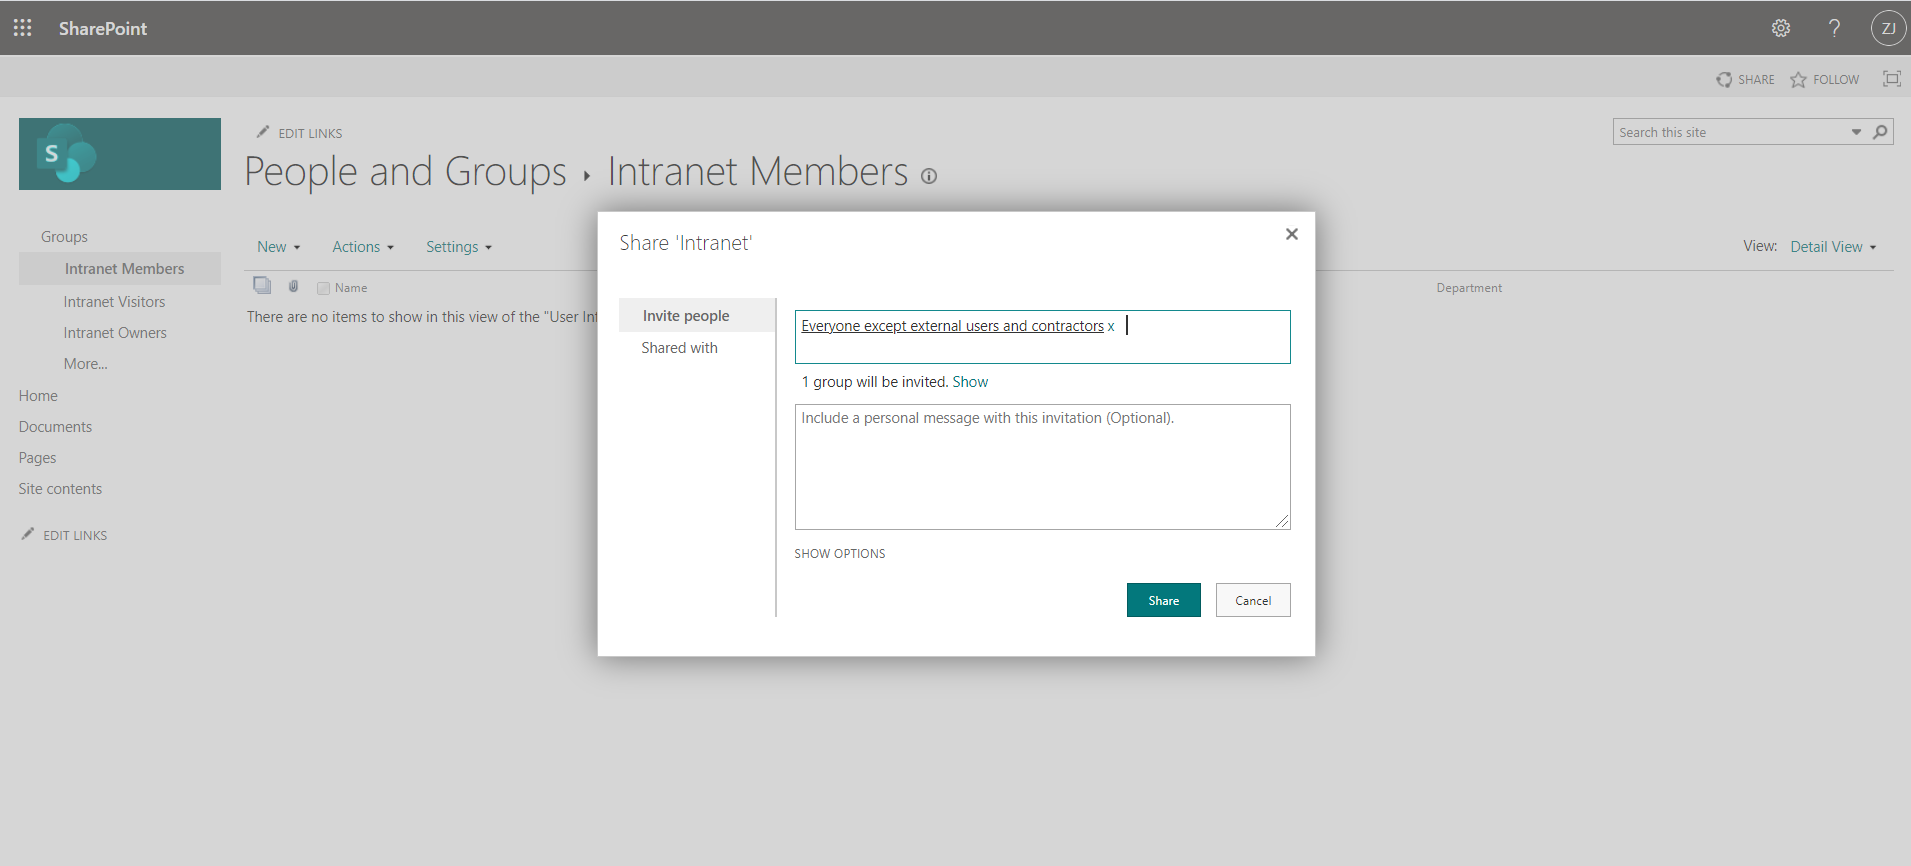 SharePoint
?
ZJ
SHARE
FOLLOW
S
EDIT LINKS
Search this site
People and Groups ▸ Intranet Members
Groups
Intranet Members
Intranet Visitors
Intranet Owners
More...
Home
Documents
Pages
Site contents
EDIT LINKS
New
Actions
Settings
View: Detail View
Name
Department
There are no items to show in this view of the "User Inf
Share 'Intranet'
Invite people
Shared with
Everyone except external users and contractors x
1 group will be invited. Show
Include a personal message with this invitation (Optional).
SHOW OPTIONS
Share
Cancel